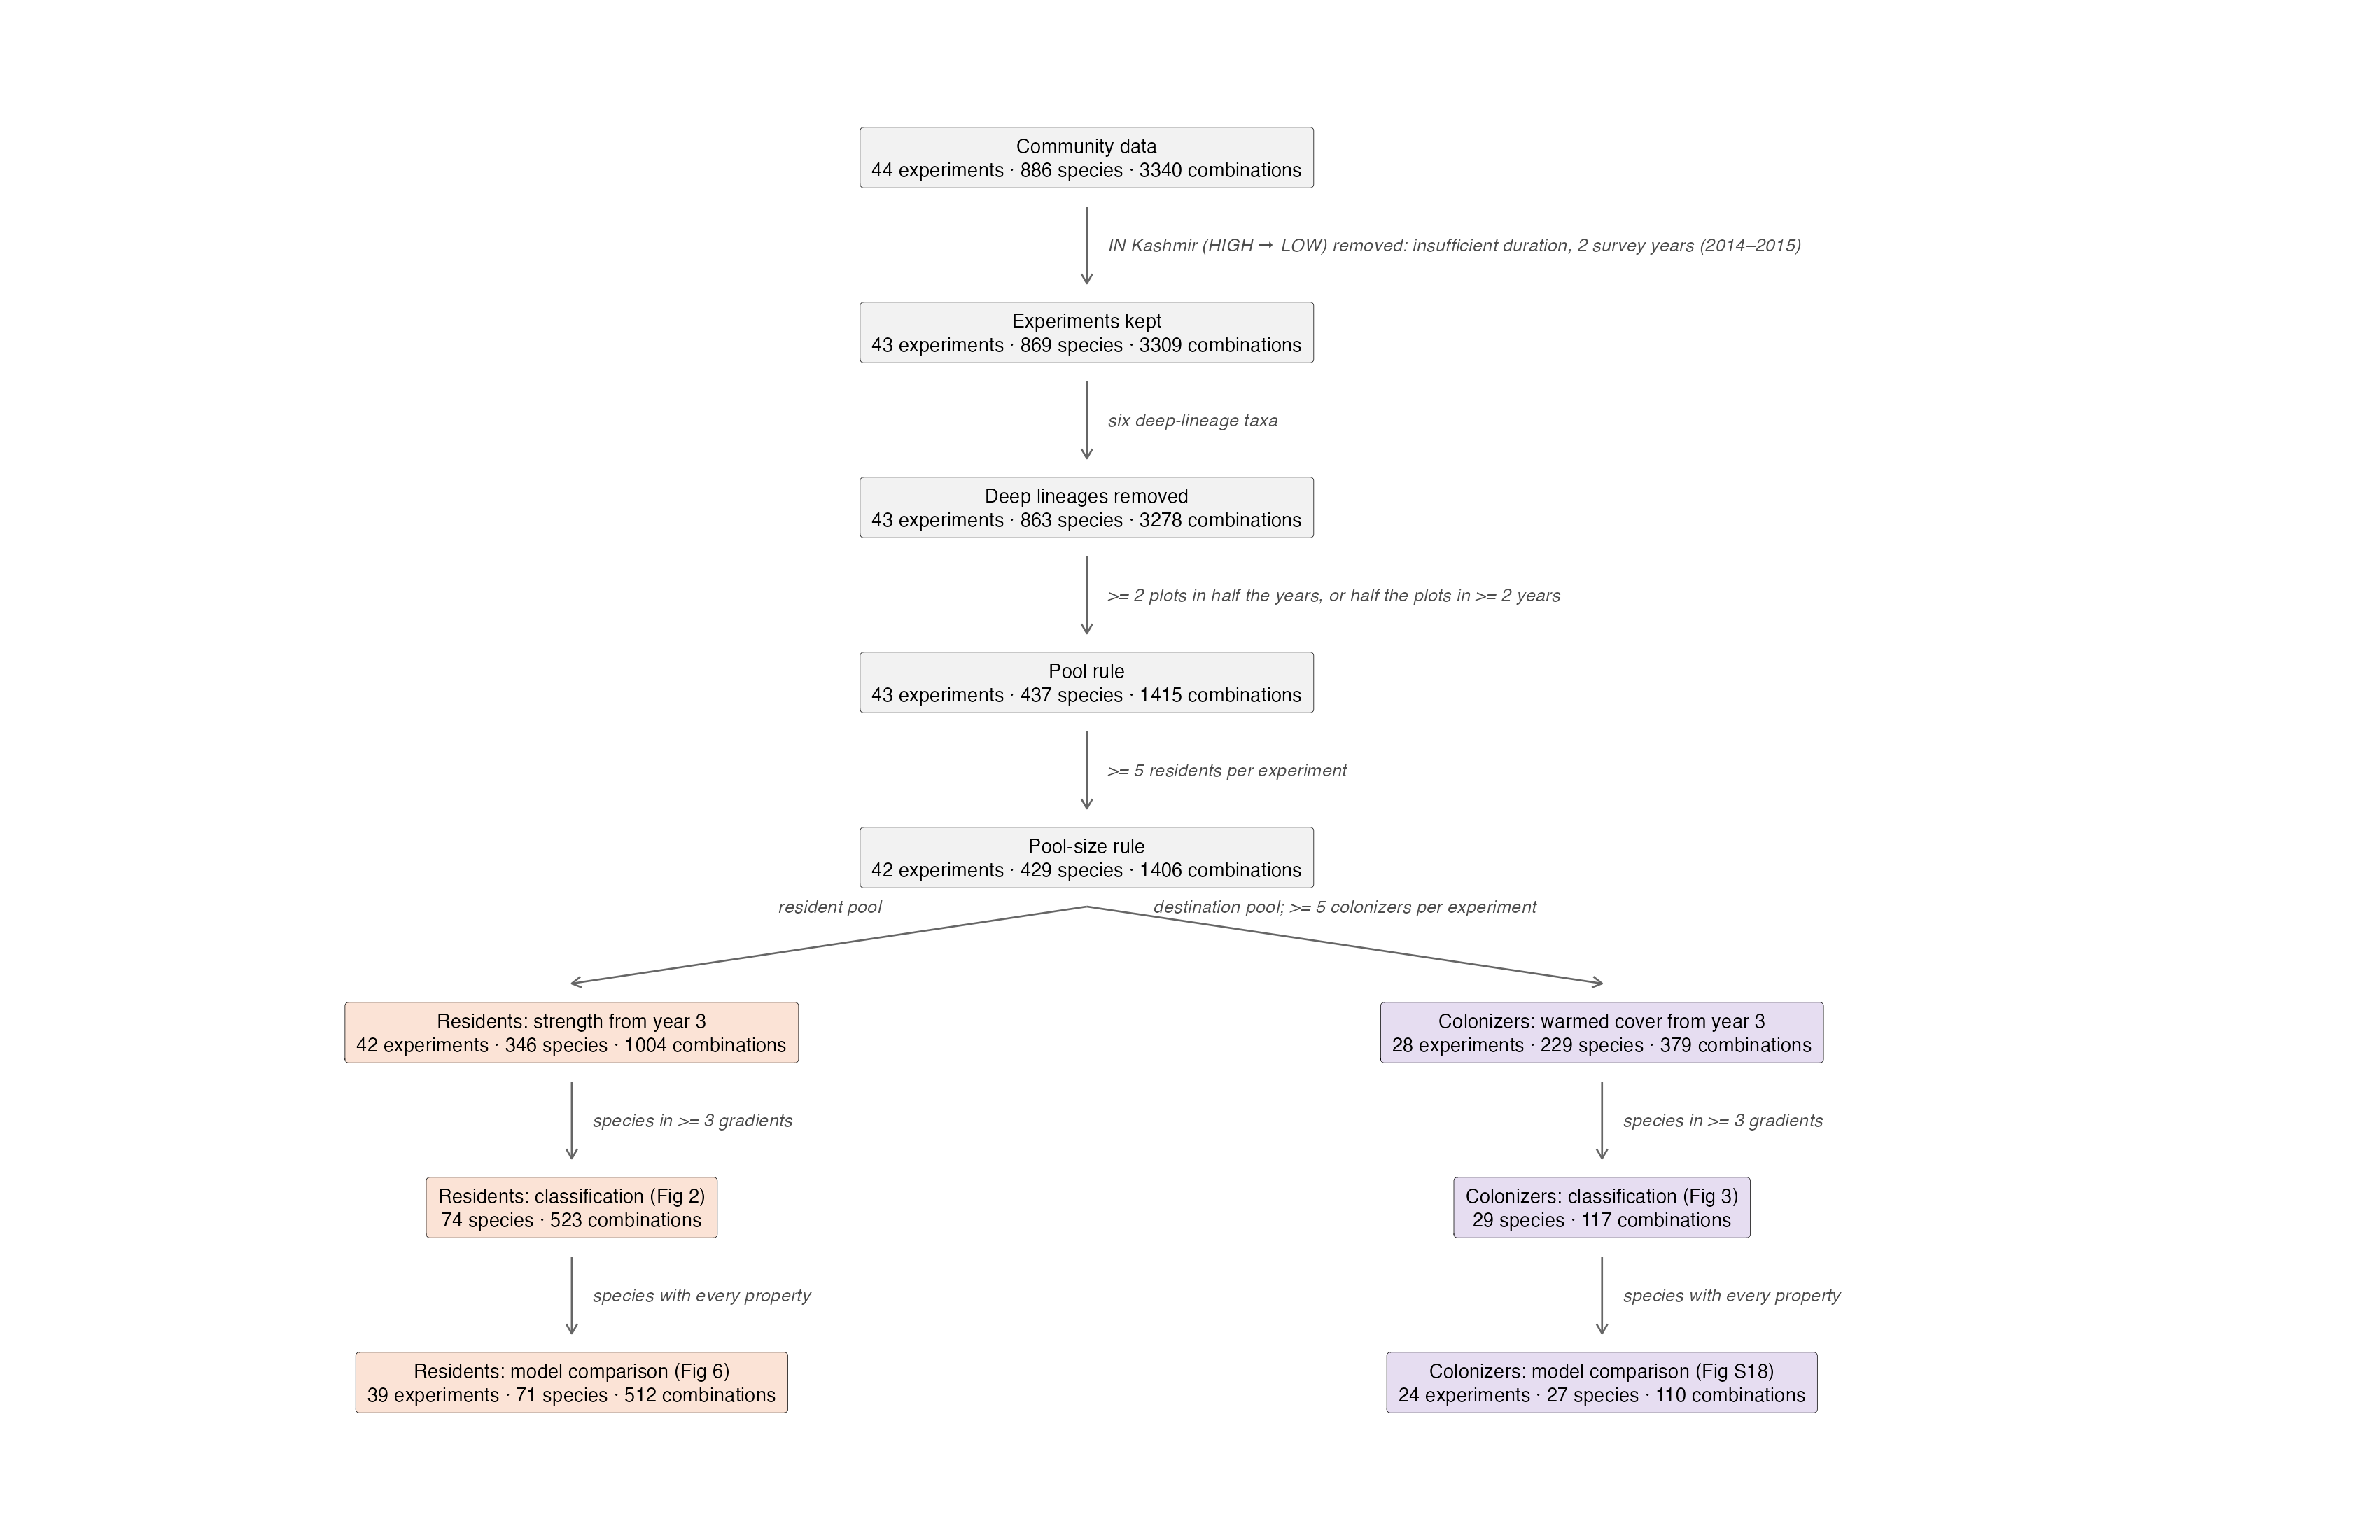 Community data
44 experiments · 886 species · 3340 combinations
IN Kashmir (HIGH → LOW) removed: insufficient duration, 2 survey years (2014–2015)
Experiments kept
43 experiments · 869 species · 3309 combinations
six deep-lineage taxa
Deep lineages removed
43 experiments · 863 species · 3278 combinations
>= 2 plots in half the years, or half the plots in >= 2 years
Pool rule
43 experiments · 437 species · 1415 combinations
>= 5 residents per experiment
Pool-size rule
42 experiments · 429 species · 1406 combinations
resident pool
destination pool; >= 5 colonizers per experiment
Residents: strength from year 3
42 experiments · 346 species · 1004 combinations
Colonizers: warmed cover from year 3
28 experiments · 229 species · 379 combinations
species in >= 3 gradients
species in >= 3 gradients
Residents: classification (Fig 2)
74 species · 523 combinations
Colonizers: classification (Fig 3)
29 species · 117 combinations
species with every property
species with every property
Residents: model comparison (Fig 6)
39 experiments · 71 species · 512 combinations
Colonizers: model comparison (Fig S18)
24 experiments · 27 species · 110 combinations